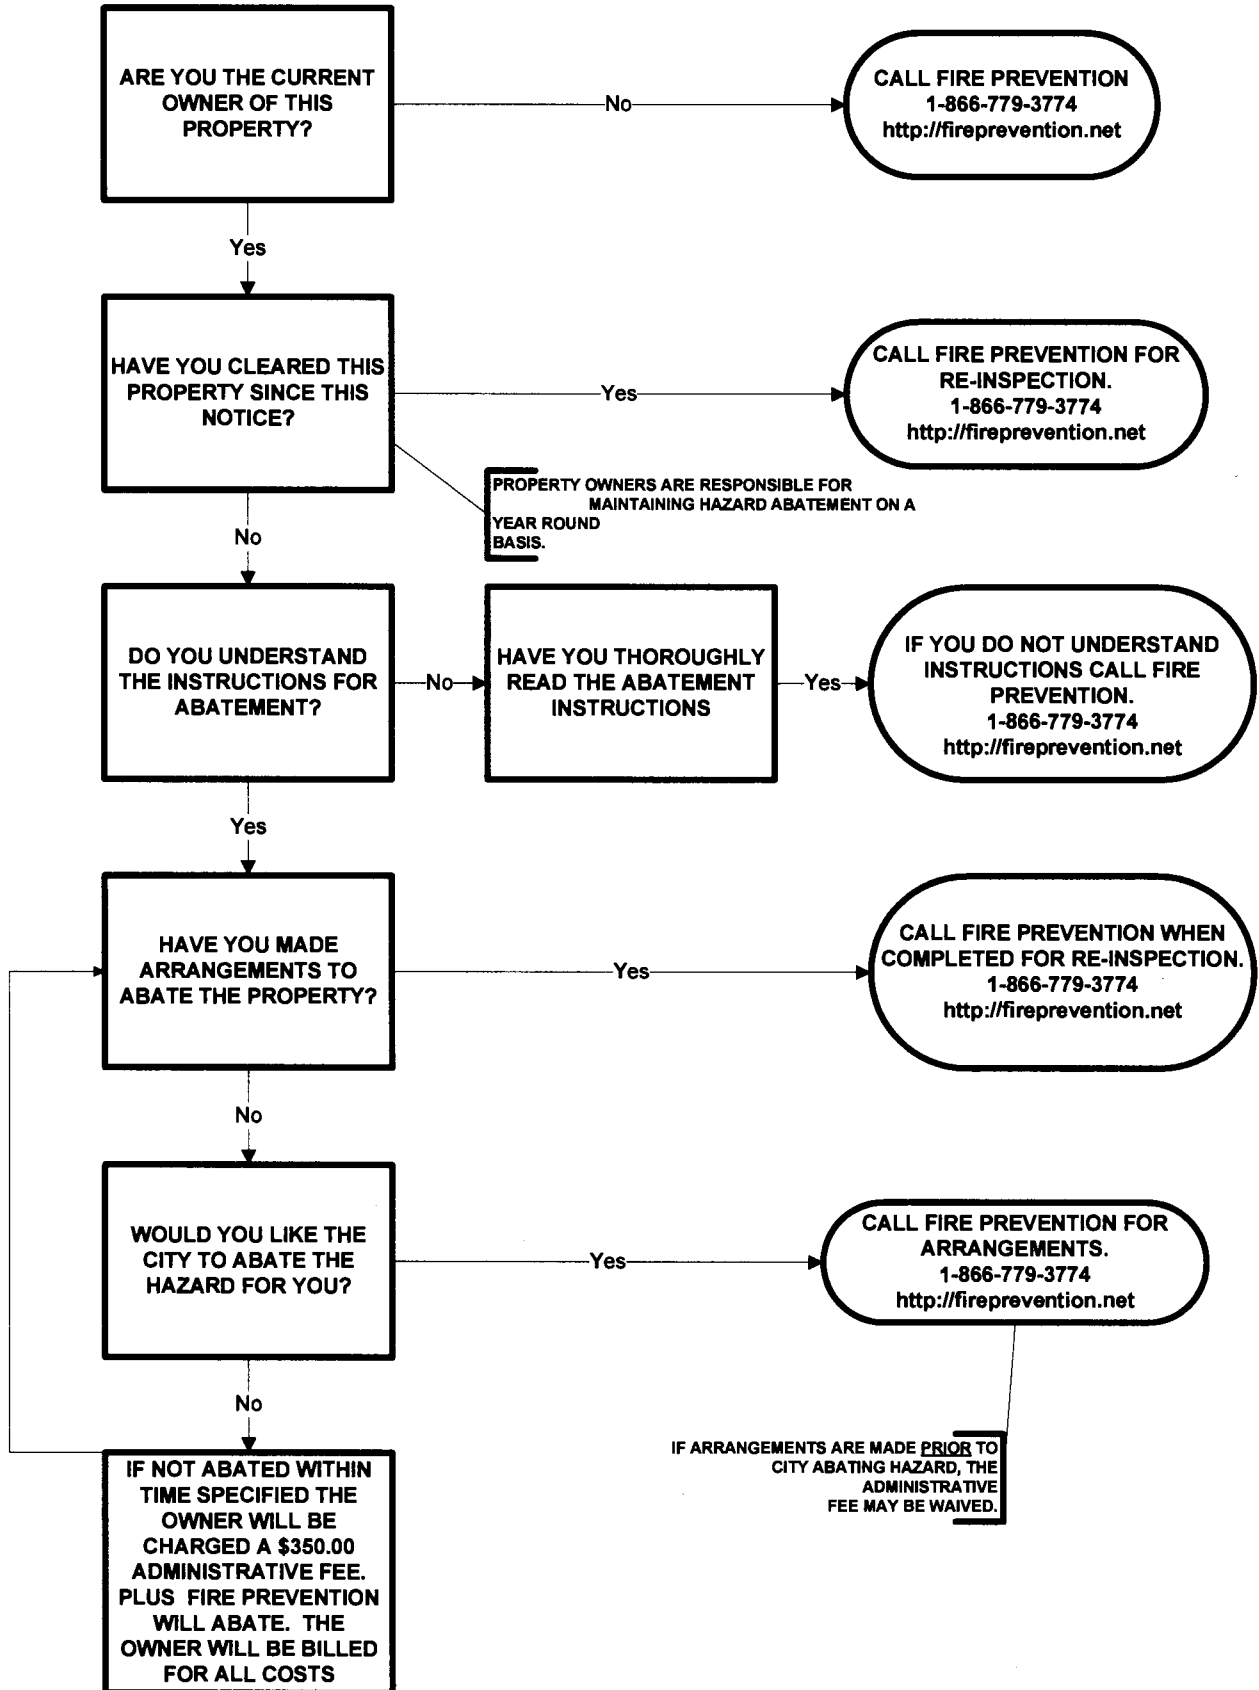 ARE YOU THE CURRENT
OWNER OF THIS
PROPERTY?
No
CALL FIRE PREVENTION
1-866-779-3774
http://fireprevention.net
Yes
HAVE YOU CLEARED THIS
PROPERTY SINCE THIS
NOTICE?
Yes
CALL FIRE PREVENTION FOR
RE-INSPECTION.
1-866-779-3774
http://fireprevention.net
PROPERTY OWNERS ARE RESPONSIBLE FOR
MAINTAINING HAZARD ABATEMENT ON A
YEAR ROUND
BASIS.
No
DO YOU UNDERSTAND
THE INSTRUCTIONS FOR
ABATEMENT?
No
HAVE YOU THOROUGHLY
READ THE ABATEMENT
INSTRUCTIONS
Yes
IF YOU DO NOT UNDERSTAND
INSTRUCTIONS CALL FIRE
PREVENTION.
1-866-779-3774
http://fireprevention.net
Yes
HAVE YOU MADE
ARRANGEMENTS TO
ABATE THE PROPERTY?
Yes
CALL FIRE PREVENTION WHEN
COMPLETED FOR RE-INSPECTION.
1-866-779-3774
http://fireprevention.net
No
WOULD YOU LIKE THE
CITY TO ABATE THE
HAZARD FOR YOU?
Yes
CALL FIRE PREVENTION FOR
ARRANGEMENTS.
1-866-779-3774
http://fireprevention.net
No
IF ARRANGEMENTS ARE MADE PRIOR TO
CITY ABATING HAZARD, THE
ADMINISTRATIVE
FEE MAY BE WAIVED.
IF NOT ABATED WITHIN
TIME SPECIFIED THE
OWNER WILL BE
CHARGED A $350.00
ADMINISTRATIVE FEE.
PLUS FIRE PREVENTION
WILL ABATE. THE
OWNER WILL BE BILLED
FOR ALL COSTS